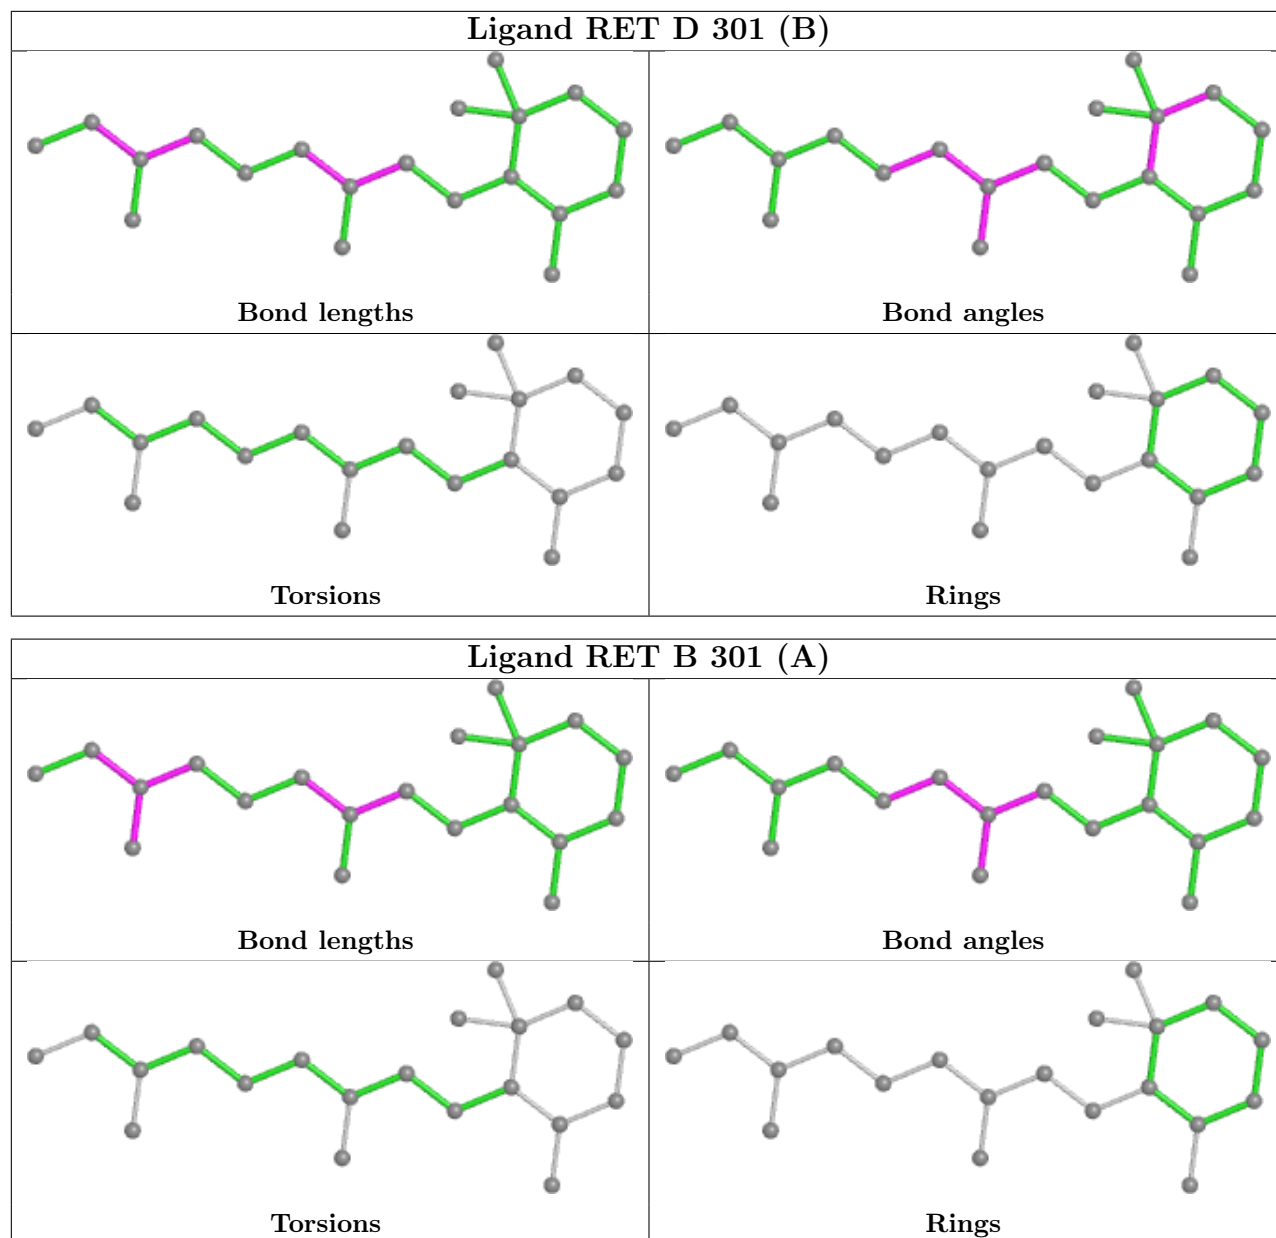 Ligand RET D 301 (B)
Bond lengths
Bond angles
Torsions
Rings
Ligand RET B 301 (A)
Bond lengths
Bond angles
Torsions
Rings